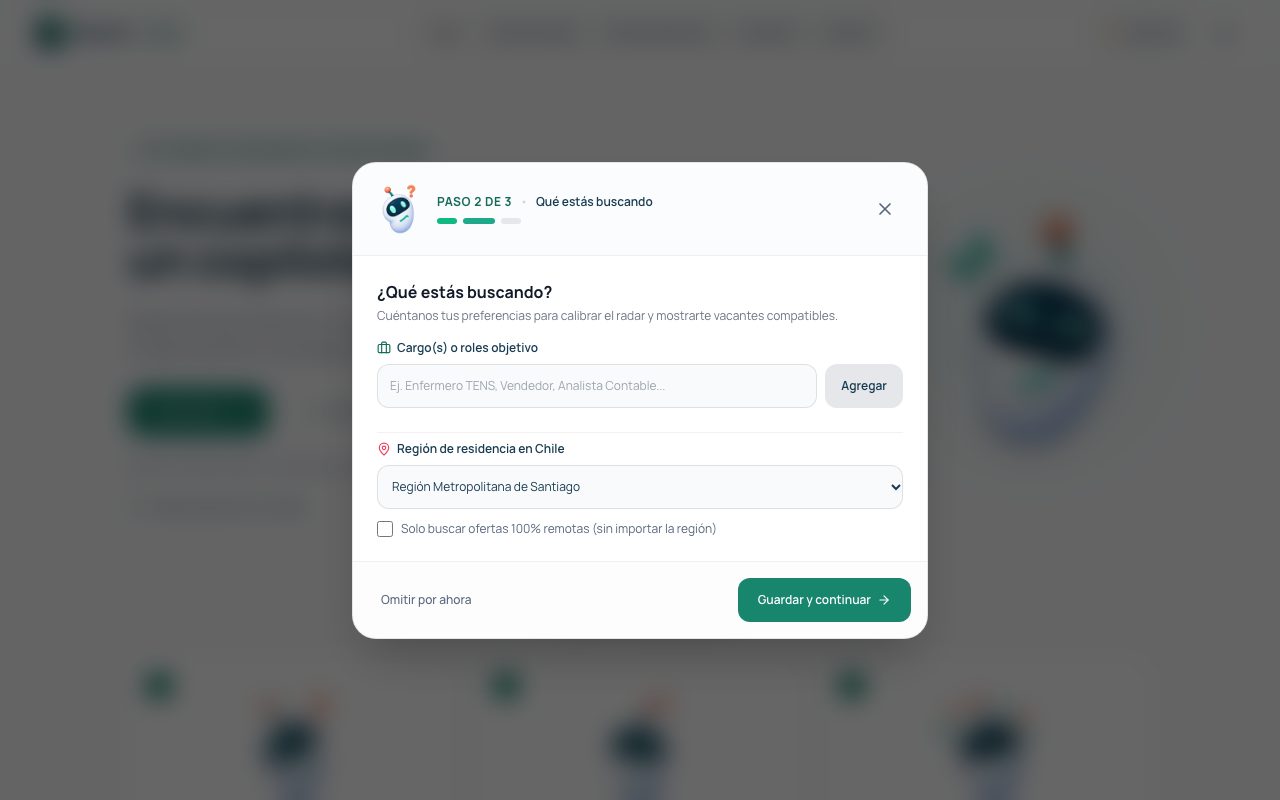 PASO 2 DE 3 • Qué estás buscando
¿Qué estás buscando?
Cuéntanos tus preferencias para calibrar el radar y mostrarte vacantes compatibles.
Cargo(s) o roles objetivo
Ej. Enfermero TENS, Vendedor, Analista Contable...
Agregar
Región de residencia en Chile
Región Metropolitana de Santiago
Solo buscar ofertas 100% remotas (sin importar la región)
Omitir por ahora
Guardar y continuar →